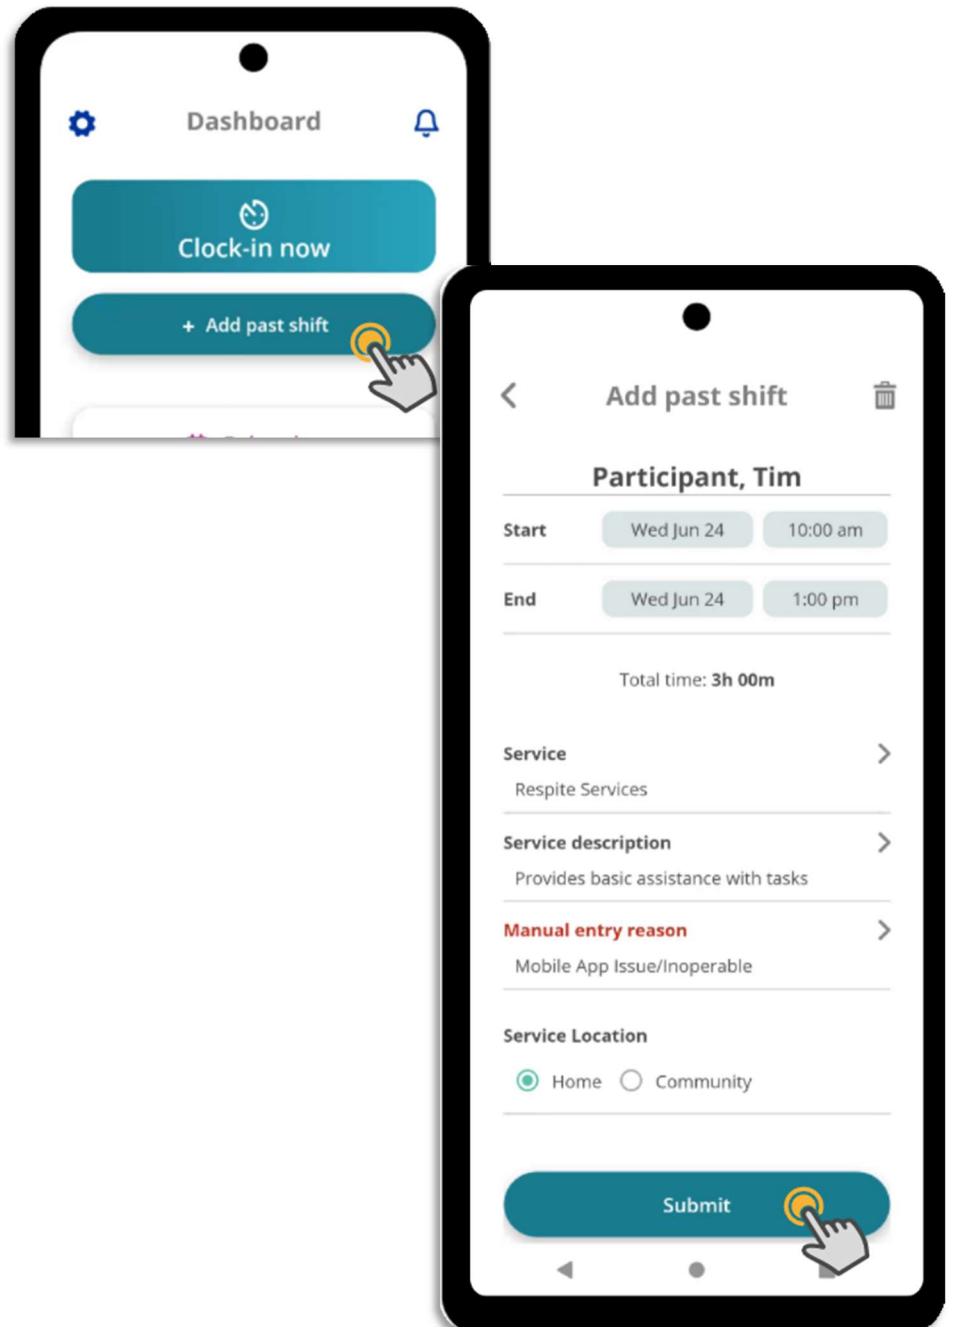 Dashboard
Clock-in now
+ Add past shift
Add past shift
Participant, Tim
Start Wed Jun 24 10:00 am
End Wed Jun 24 1:00 pm
Total time: 3h 00m
Service
Respite Services
Service description
Provides basic assistance with tasks
Manual entry reason
Mobile App Issue/Inoperable
Service Location
Home Community
Submit